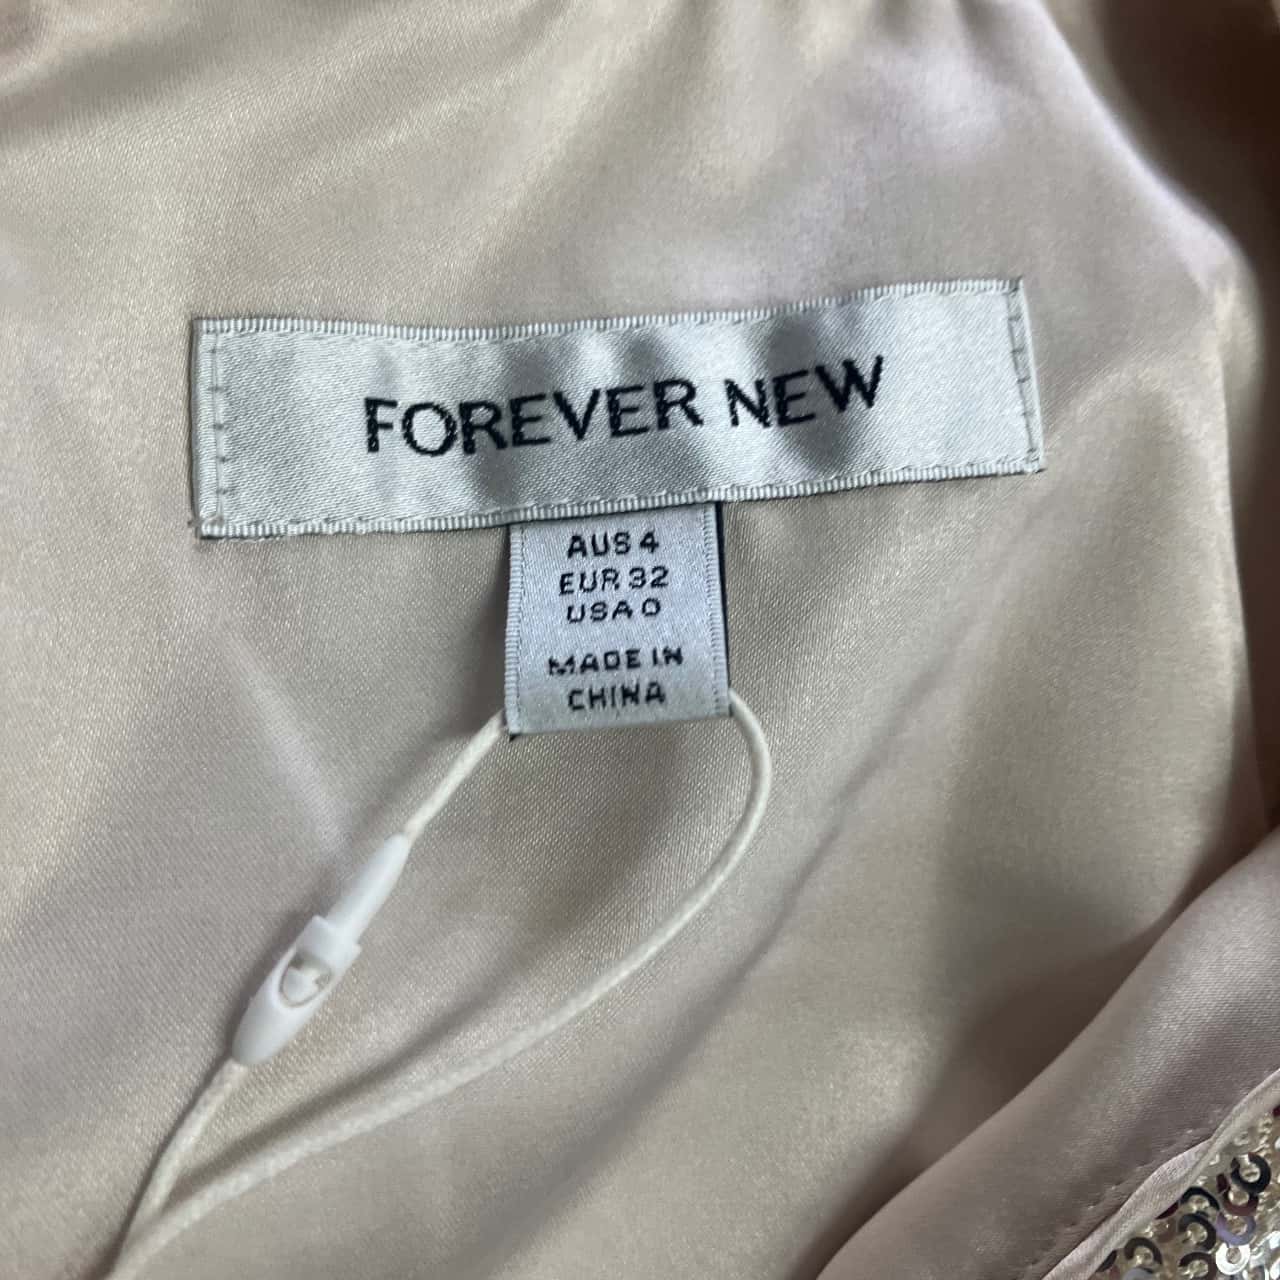 FOREVER NEW
AUS 4
EUR 32
USA 0
MADE IN
CHINA